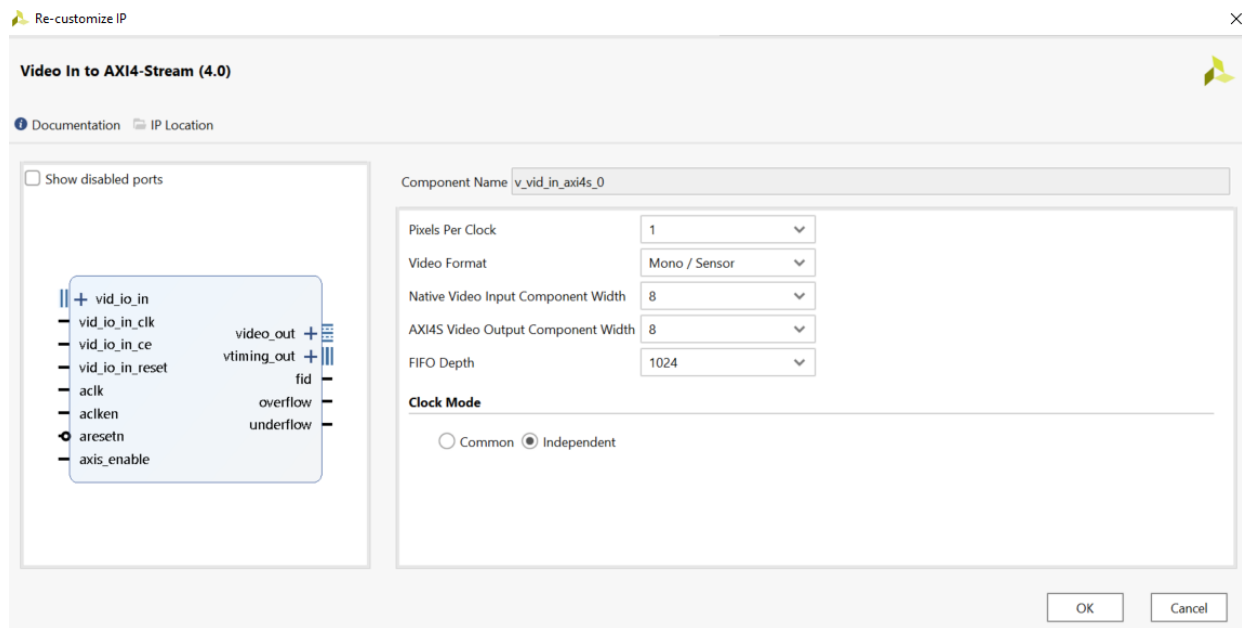 Re-customize IP
Video In to AXI4-Stream (4.0)
Documentation IP Location
Show disabled ports
vid_io_in
vid_io_in_clk
vid_io_in_ce
vid_io_in_reset
aclk
aclken
aresetn
axis_enable
video_out
vtiming_out
fid
overflow
underflow
Component Name v_vid_in_axi4s_0
Pixels Per Clock 1
Video Format Mono / Sensor
Native Video Input Component Width 8
AXI4S Video Output Component Width 8
FIFO Depth 1024
Clock Mode
Common Independent
OK Cancel